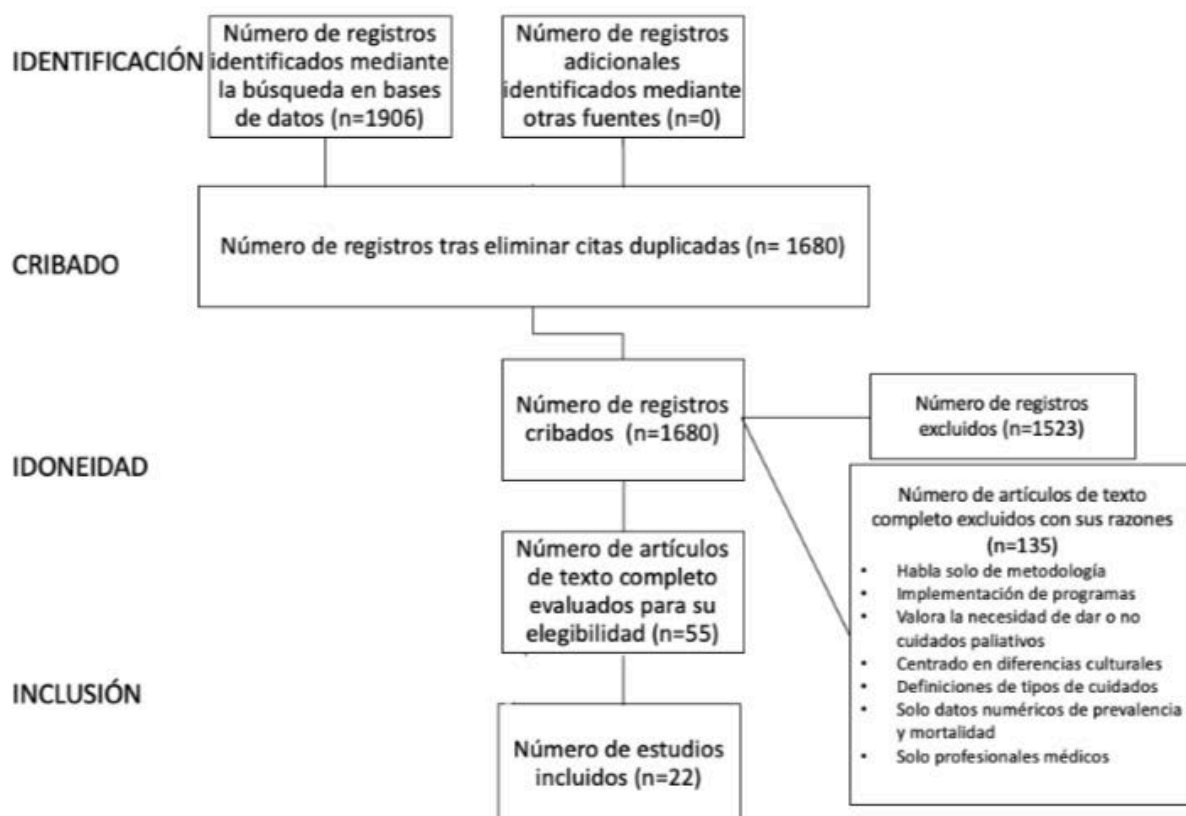 IDENTIFICACIÓN
Número de registros
identificados mediante
la búsqueda en bases
de datos (n=1906)
Número de registros
adicionales
identificados mediante
otras fuentes (n=0)
CRIBADO
Número de registros tras eliminar citas duplicadas (n= 1680)
IDONEIDAD
Número de registros
cribados (n=1680)
Número de registros
excluidos (n=1523)
Número de artículos
de texto completo
evaluados para su
elegibilidad (n=55)
Número de artículos de texto
completo excluidos con sus razones
(n=135)
• Habla solo de metodología
• Implementación de programas
• Valora la necesidad de dar o no
cuidados paliativos
• Centrado en diferencias culturales
• Definiciones de tipos de cuidados
• Solo datos numéricos de prevalencia
y mortalidad
• Solo profesionales médicos
INCLUSIÓN
Número de estudios
incluidos (n=22)